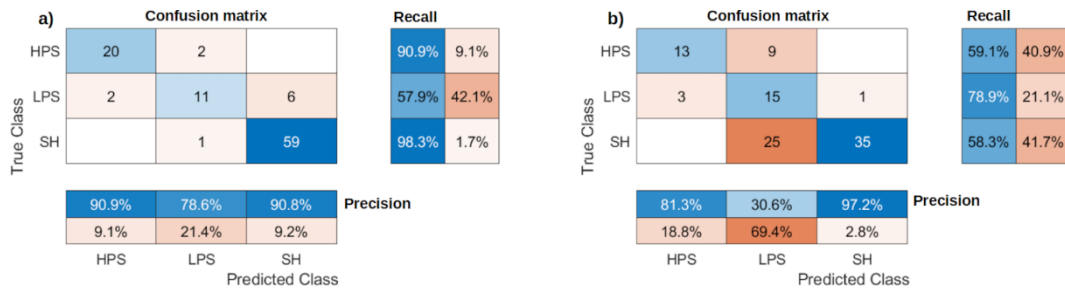 a)
Confusion matrix
Recall
HPS
20
2
90.9%
9.1%
LPS
2
11
6
57.9%
42.1%
SH
1
59
98.3%
1.7%
True Class
90.9%
78.6%
90.8%
Precision
9.1%
21.4%
9.2%
HPS
LPS
SH
Predicted Class
b)
Confusion matrix
Recall
HPS
13
9
59.1%
40.9%
LPS
3
15
1
78.9%
21.1%
SH
25
35
58.3%
41.7%
True Class
81.3%
30.6%
97.2%
Precision
18.8%
69.4%
2.8%
HPS
LPS
SH
Predicted Class